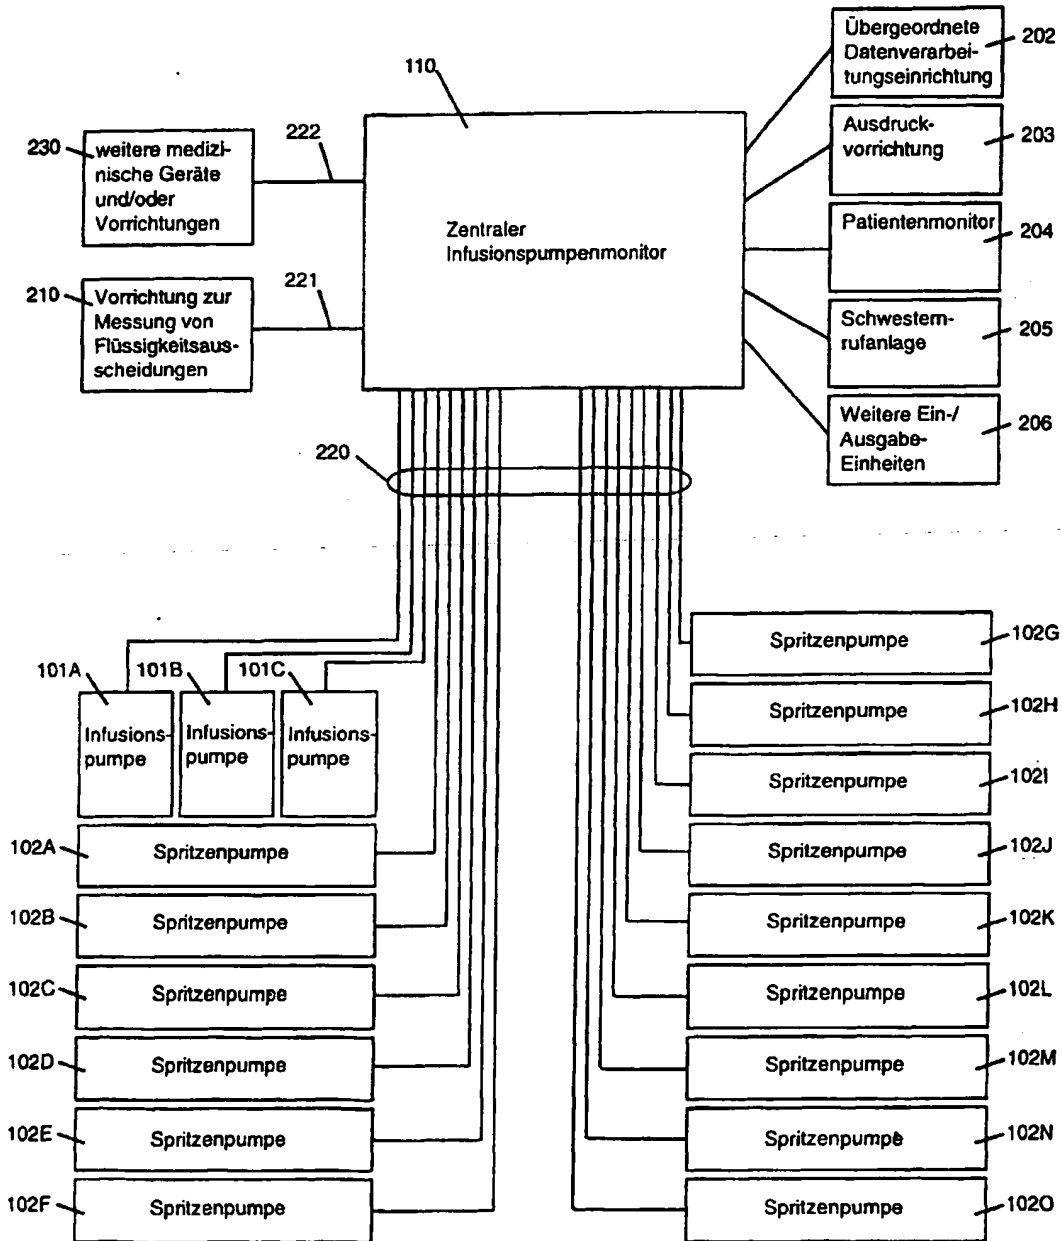 110
222
230
weitere medizi-
nische Geräte
und/oder
Vorrichtungen
210
221
Vorrichtung zur
Messung von
Flüssigkeitsaus-
scheidungen
Zentraler
Infusionspumpenmonitor
Übergeordnete
Datenverarbei-
tungseinrichtung
202
Ausdruck-
vorrichtung
203
Patientenmonitor
204
Schwestern-
rufanlage
205
Weitere Ein-/
Ausgabe-
Einheiten
206
220
101A
101B
101C
Infusions-
pumpe
Infusions-
pumpe
Infusions-
pumpe
102A
Spritzenpumpe
102B
Spritzenpumpe
102C
Spritzenpumpe
102D
Spritzenpumpe
102E
Spritzenpumpe
102F
Spritzenpumpe
Spritzenpumpe
102G
Spritzenpumpe
102H
Spritzenpumpe
102I
Spritzenpumpe
102J
Spritzenpumpe
102K
Spritzenpumpe
102L
Spritzenpumpe
102M
Spritzenpumpe
102N
Spritzenpumpe
102O